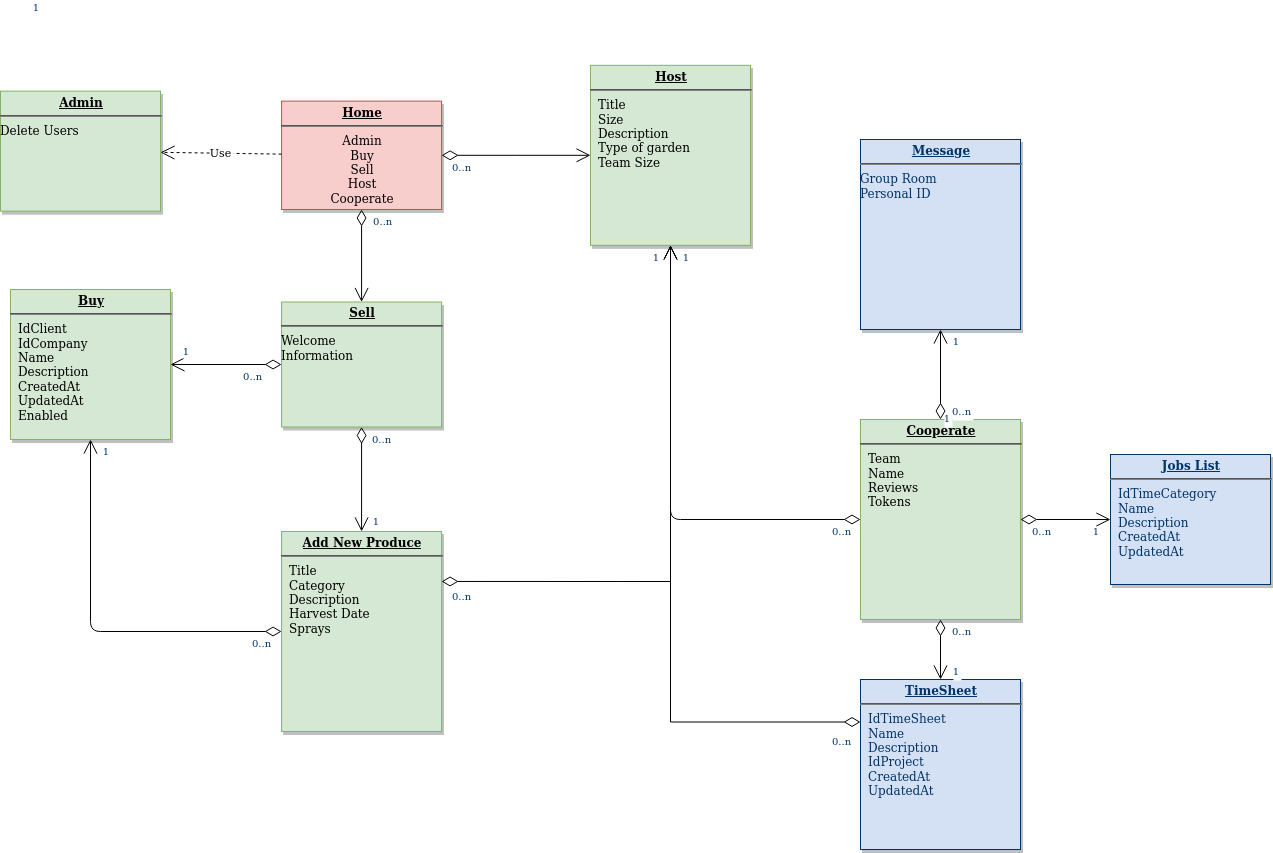 1
Admin
Delete Users
Use
Home
Admin
Buy
Sell
Host
Cooperate
0..n
0..n
Host
Title
Size
Description
Type of garden
Team Size
1
1
Message
Group Room
Personal ID
1
0..n
1
Buy
IdClient
IdCompany
Name
Description
CreatedAt
UpdatedAt
Enabled
1
0..n
1
Sell
Welcome
Information
0..n
1
Cooperate
Team
Name
Reviews
Tokens
0..n
0..n
1
0..n
1
Jobs List
IdTimeCategory
Name
Description
CreatedAt
UpdatedAt
Add New Produce
Title
Category
Description
Harvest Date
Sprays
0..n
0..n
TimeSheet
IdTimeSheet
Name
Description
IdProject
CreatedAt
UpdatedAt
0..n